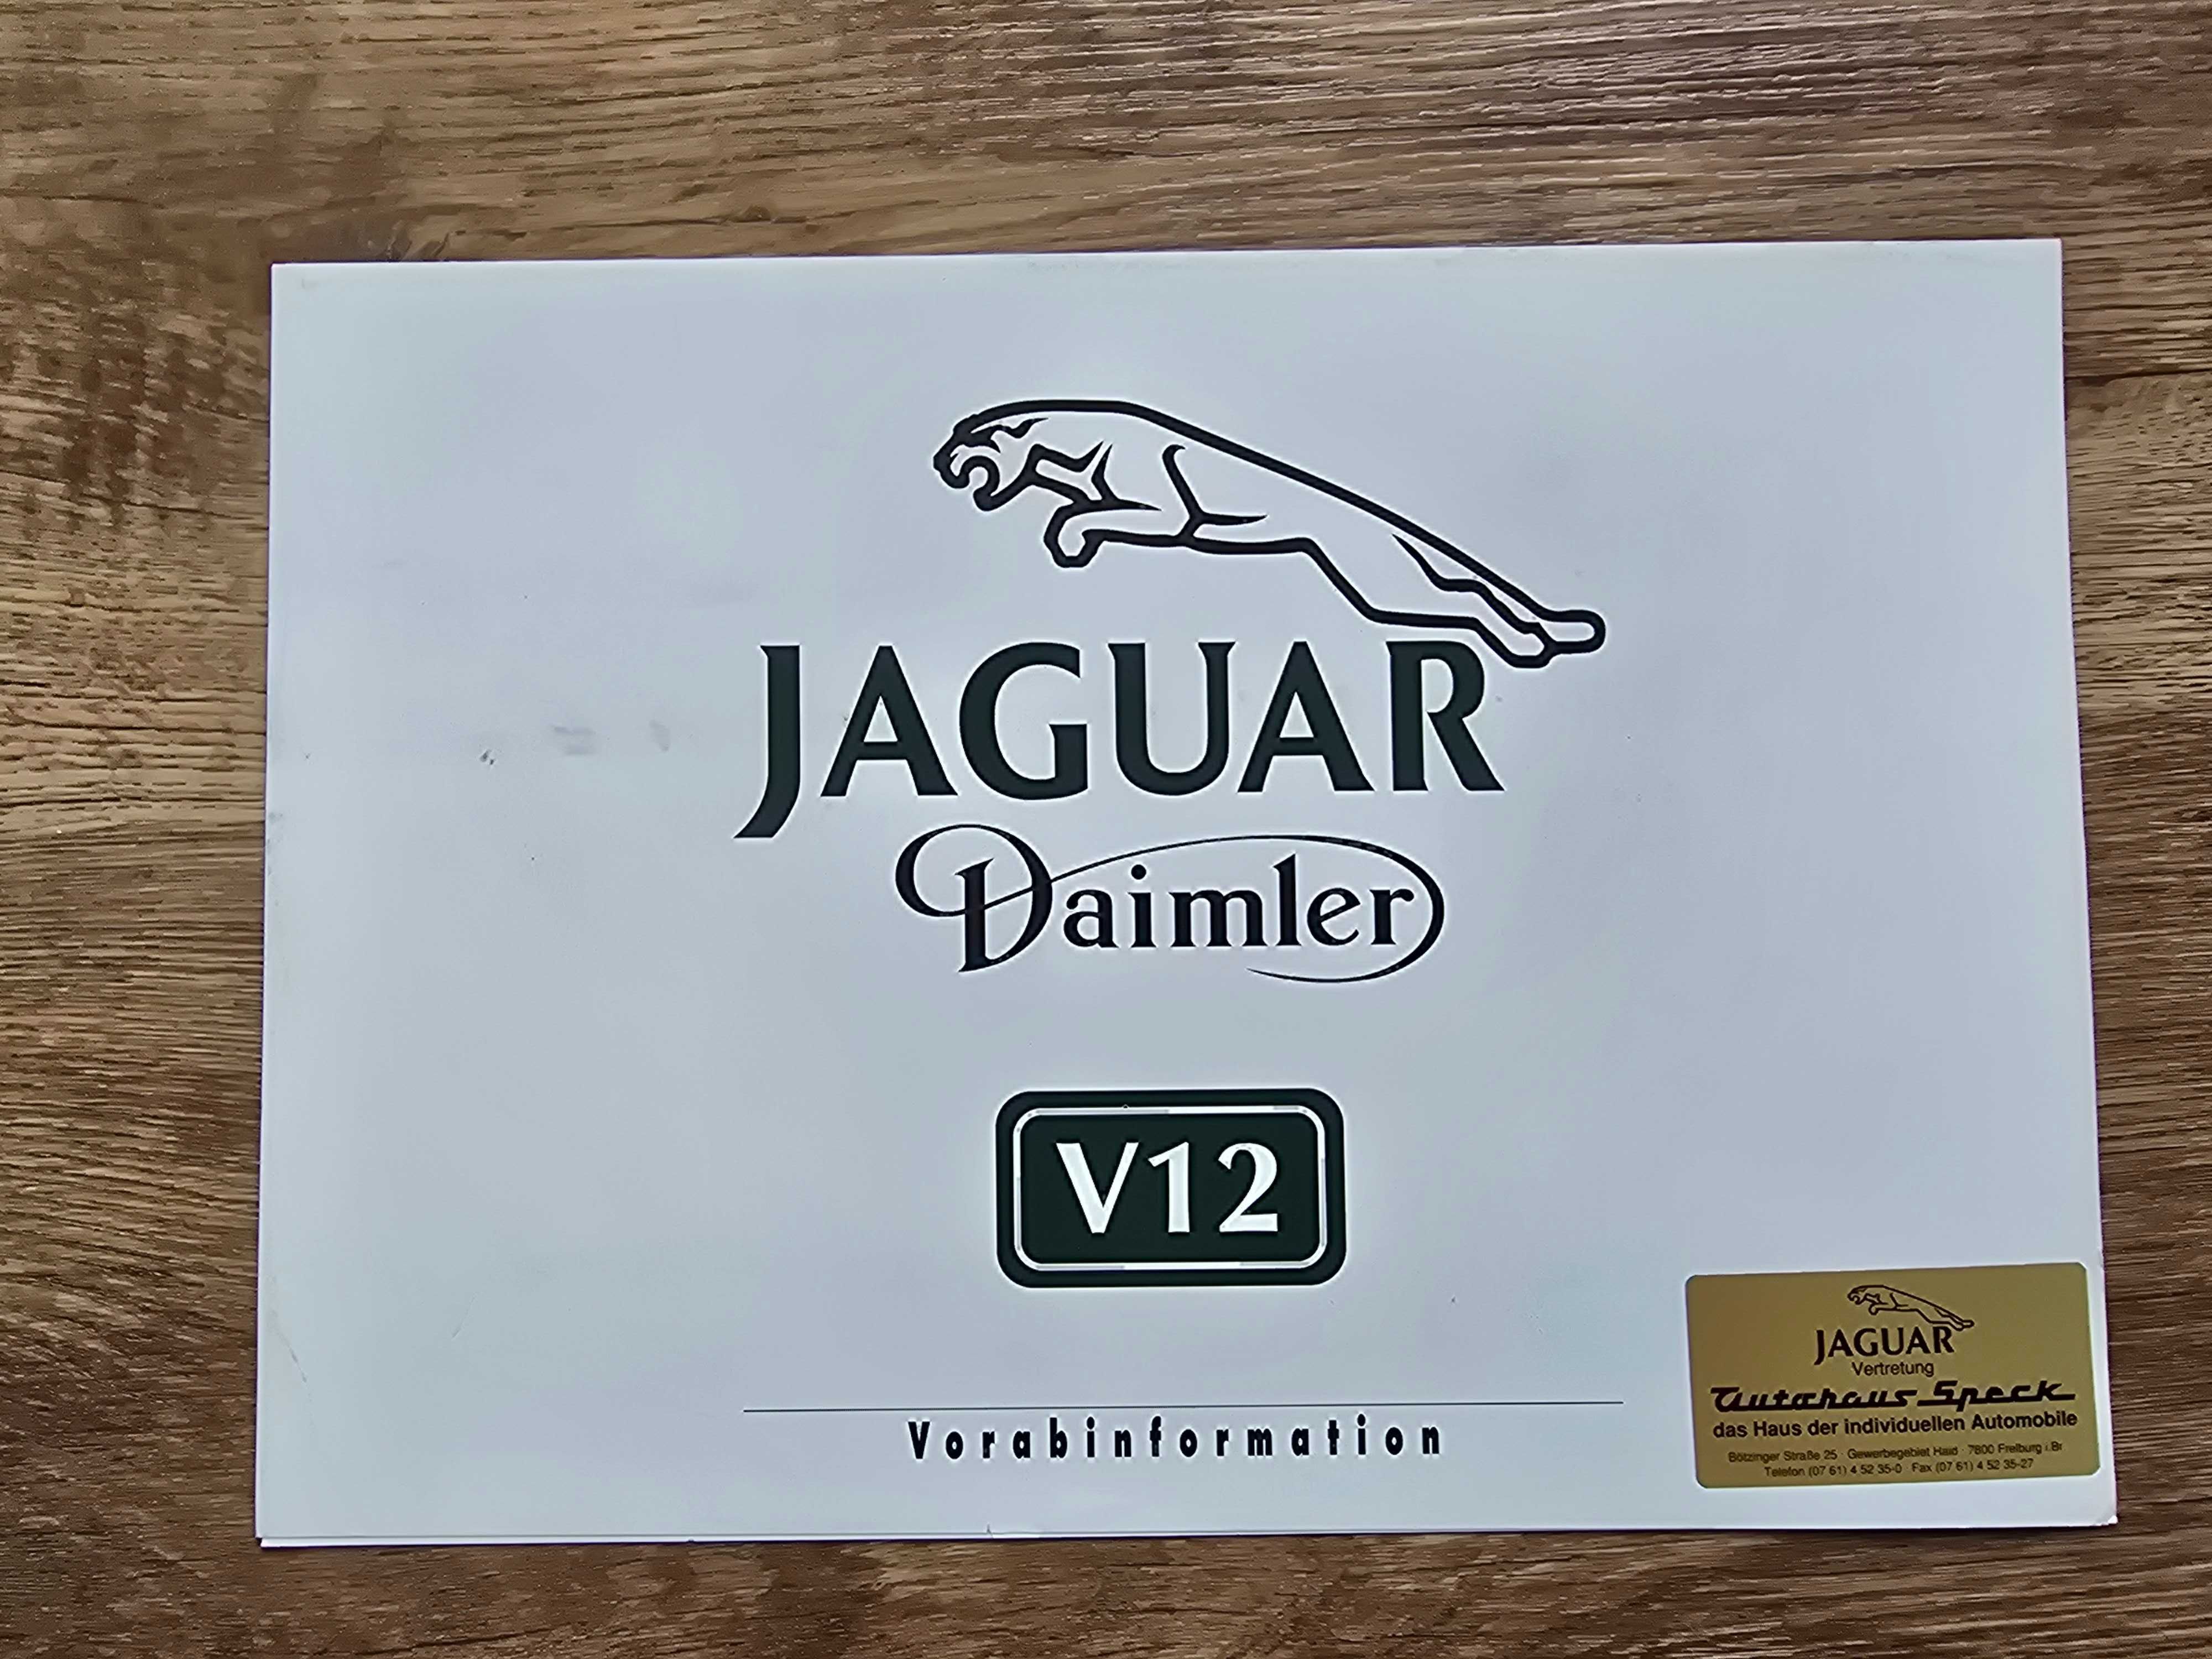 JAGUAR
Daimler
V12
Vorabinformation
JAGUAR
Vertretung
Autohaus Speck
das Haus der individuellen Automobile
Bötzinger Straße 25 · Gewerbegebiet Haid · 7800 Freiburg i.Br
Telefon (07 61) 4 52 35-0 · Fax (07 61) 4 52 35-27